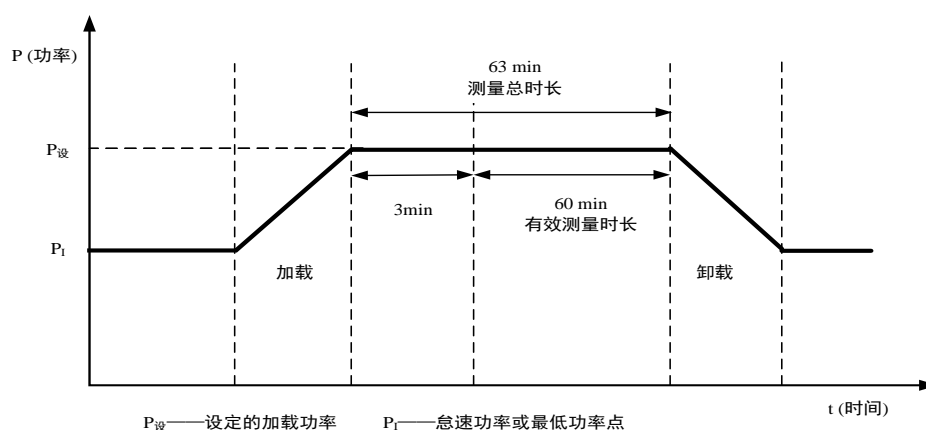 P (功率)
63 min
测量总时长
P设
3min
60 min
有效测量时长
PI
加载
卸载
t (时间)
P设——设定的加载功率 PI——怠速功率或最低功率点